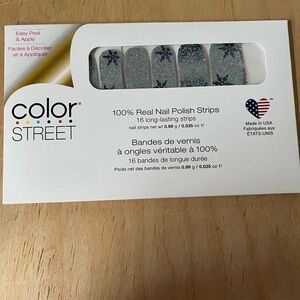 Easy Peel
& Apply
Faciles à Décoller
et à Appliquer
color
STREET
100% Real Nail Polish Strips
16 long-lasting strips
nail strips net wt 0.99 g / 0.035 oz ℮
Made in USA
Fabriquées aux
ÉTATS-UNIS
Bandes de vernis
à ongles véritable à 100%
16 bandes de longue durée
Poids net des bandes de vernis 0.99 g / 0.035 oz ℮